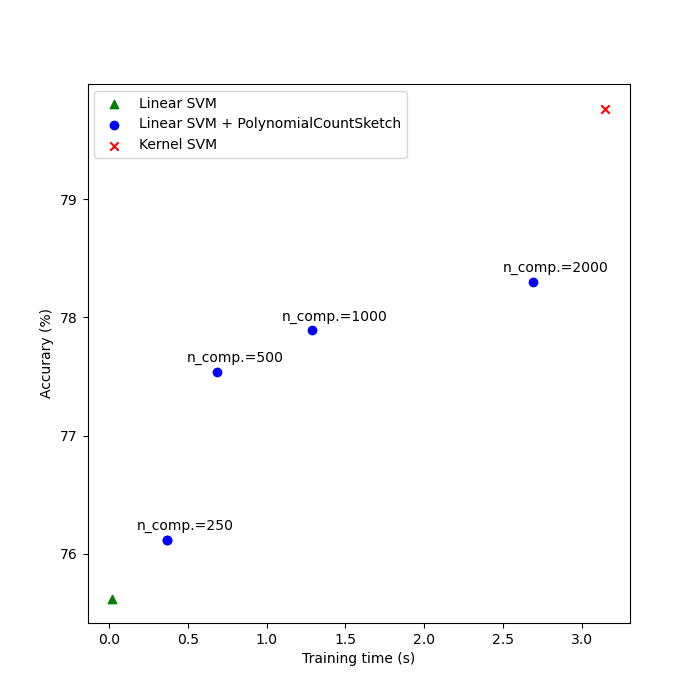 Linear SVM
Linear SVM + PolynomialCountSketch
Kernel SVM
79
n_comp.=2000
78
n_comp.=1000
n_comp.=500
Accurary (%)
77
n_comp.=250
76
0.0 0.5 1.0 1.5 2.0 2.5 3.0
Training time (s)